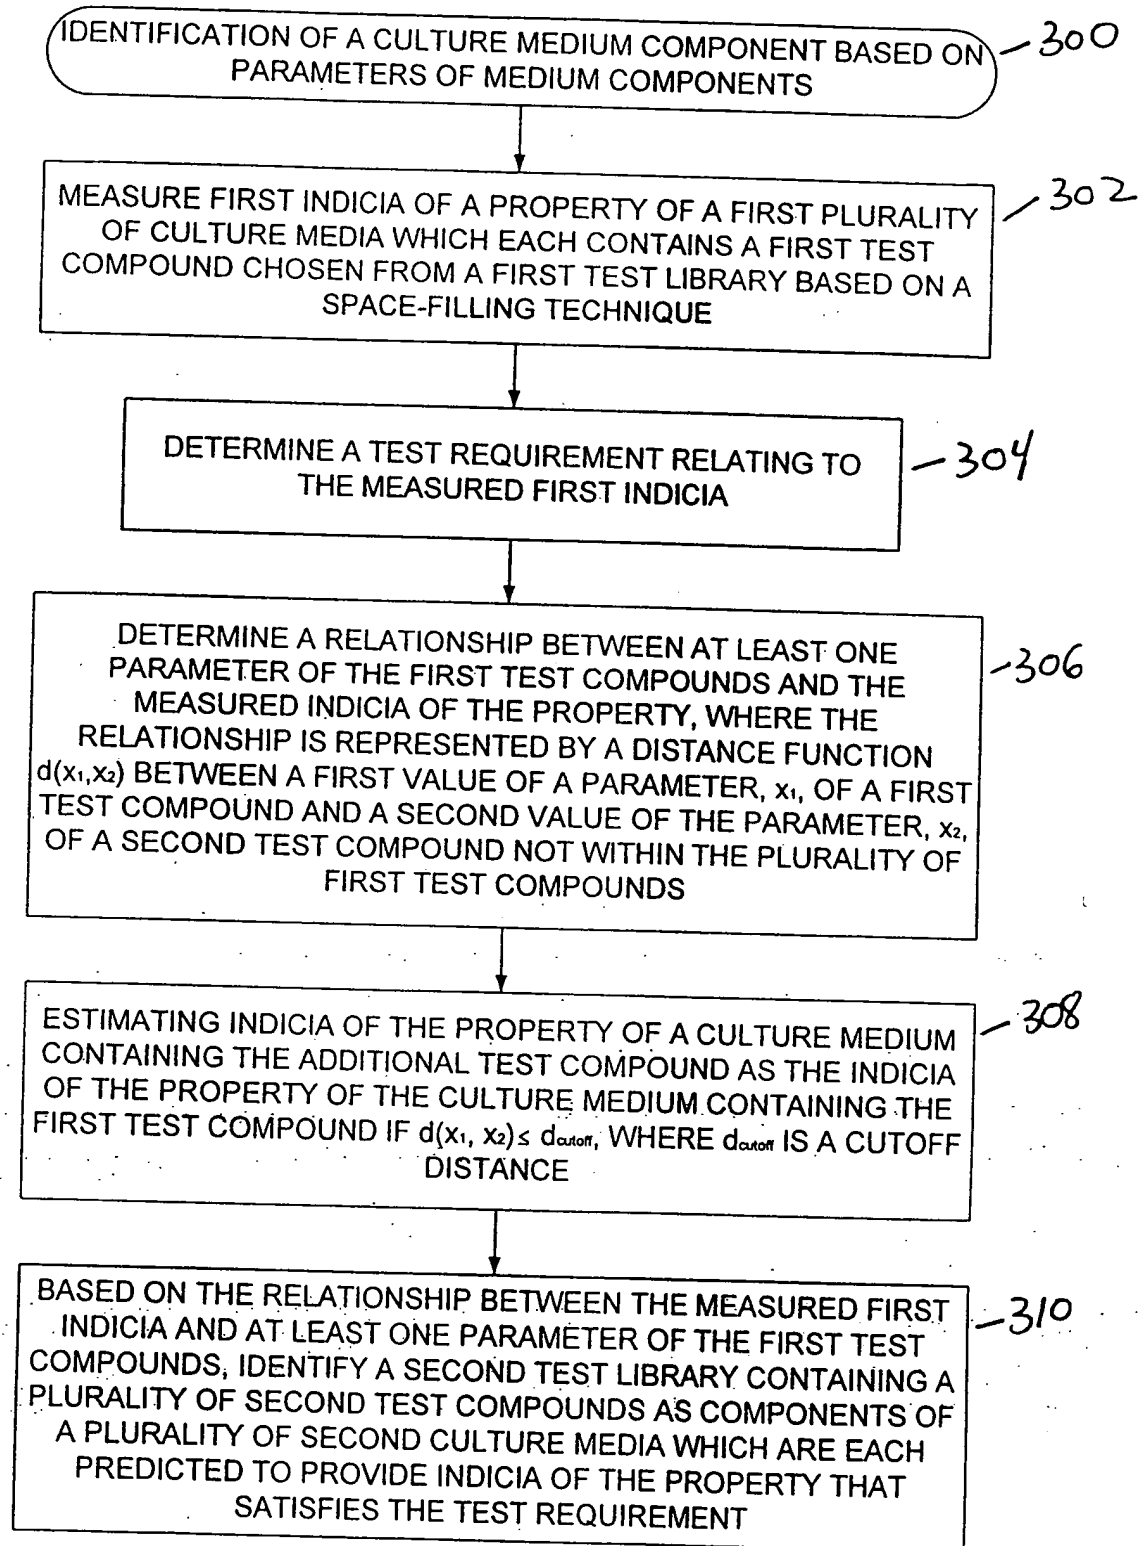 IDENTIFICATION OF A CULTURE MEDIUM COMPONENT BASED ON
PARAMETERS OF MEDIUM COMPONENTS
300
MEASURE FIRST INDICIA OF A PROPERTY OF A FIRST PLURALITY
OF CULTURE MEDIA WHICH EACH CONTAINS A FIRST TEST
COMPOUND CHOSEN FROM A FIRST TEST LIBRARY BASED ON A
SPACE-FILLING TECHNIQUE
302
DETERMINE A TEST REQUIREMENT RELATING TO
THE MEASURED FIRST INDICIA
304
DETERMINE A RELATIONSHIP BETWEEN AT LEAST ONE
PARAMETER OF THE FIRST TEST COMPOUNDS AND THE
MEASURED INDICIA OF THE PROPERTY, WHERE THE
RELATIONSHIP IS REPRESENTED BY A DISTANCE FUNCTION
d(x₁,x₂) BETWEEN A FIRST VALUE OF A PARAMETER, x₁, OF A FIRST
TEST COMPOUND AND A SECOND VALUE OF THE PARAMETER, x₂,
OF A SECOND TEST COMPOUND NOT WITHIN THE PLURALITY OF
FIRST TEST COMPOUNDS
306
ESTIMATING INDICIA OF THE PROPERTY OF A CULTURE MEDIUM
CONTAINING THE ADDITIONAL TEST COMPOUND AS THE INDICIA
OF THE PROPERTY OF THE CULTURE MEDIUM CONTAINING THE
FIRST TEST COMPOUND IF d(x₁, x₂)≤ dcutoff, WHERE dcutoff IS A CUTOFF
DISTANCE
308
BASED ON THE RELATIONSHIP BETWEEN THE MEASURED FIRST
INDICIA AND AT LEAST ONE PARAMETER OF THE FIRST TEST
COMPOUNDS, IDENTIFY A SECOND TEST LIBRARY CONTAINING A
PLURALITY OF SECOND TEST COMPOUNDS AS COMPONENTS OF
A PLURALITY OF SECOND CULTURE MEDIA WHICH ARE EACH
PREDICTED TO PROVIDE INDICIA OF THE PROPERTY THAT
SATISFIES THE TEST REQUIREMENT
310